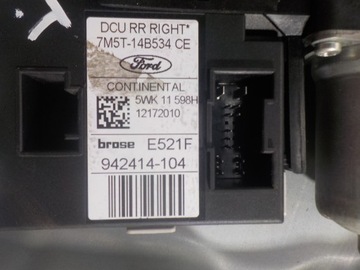 DCU RR RIGHT*
7M5T-14B534 CE
Ford
CONTINENTAL
5WK 11 598H
12172010
brose E521F
942414-104